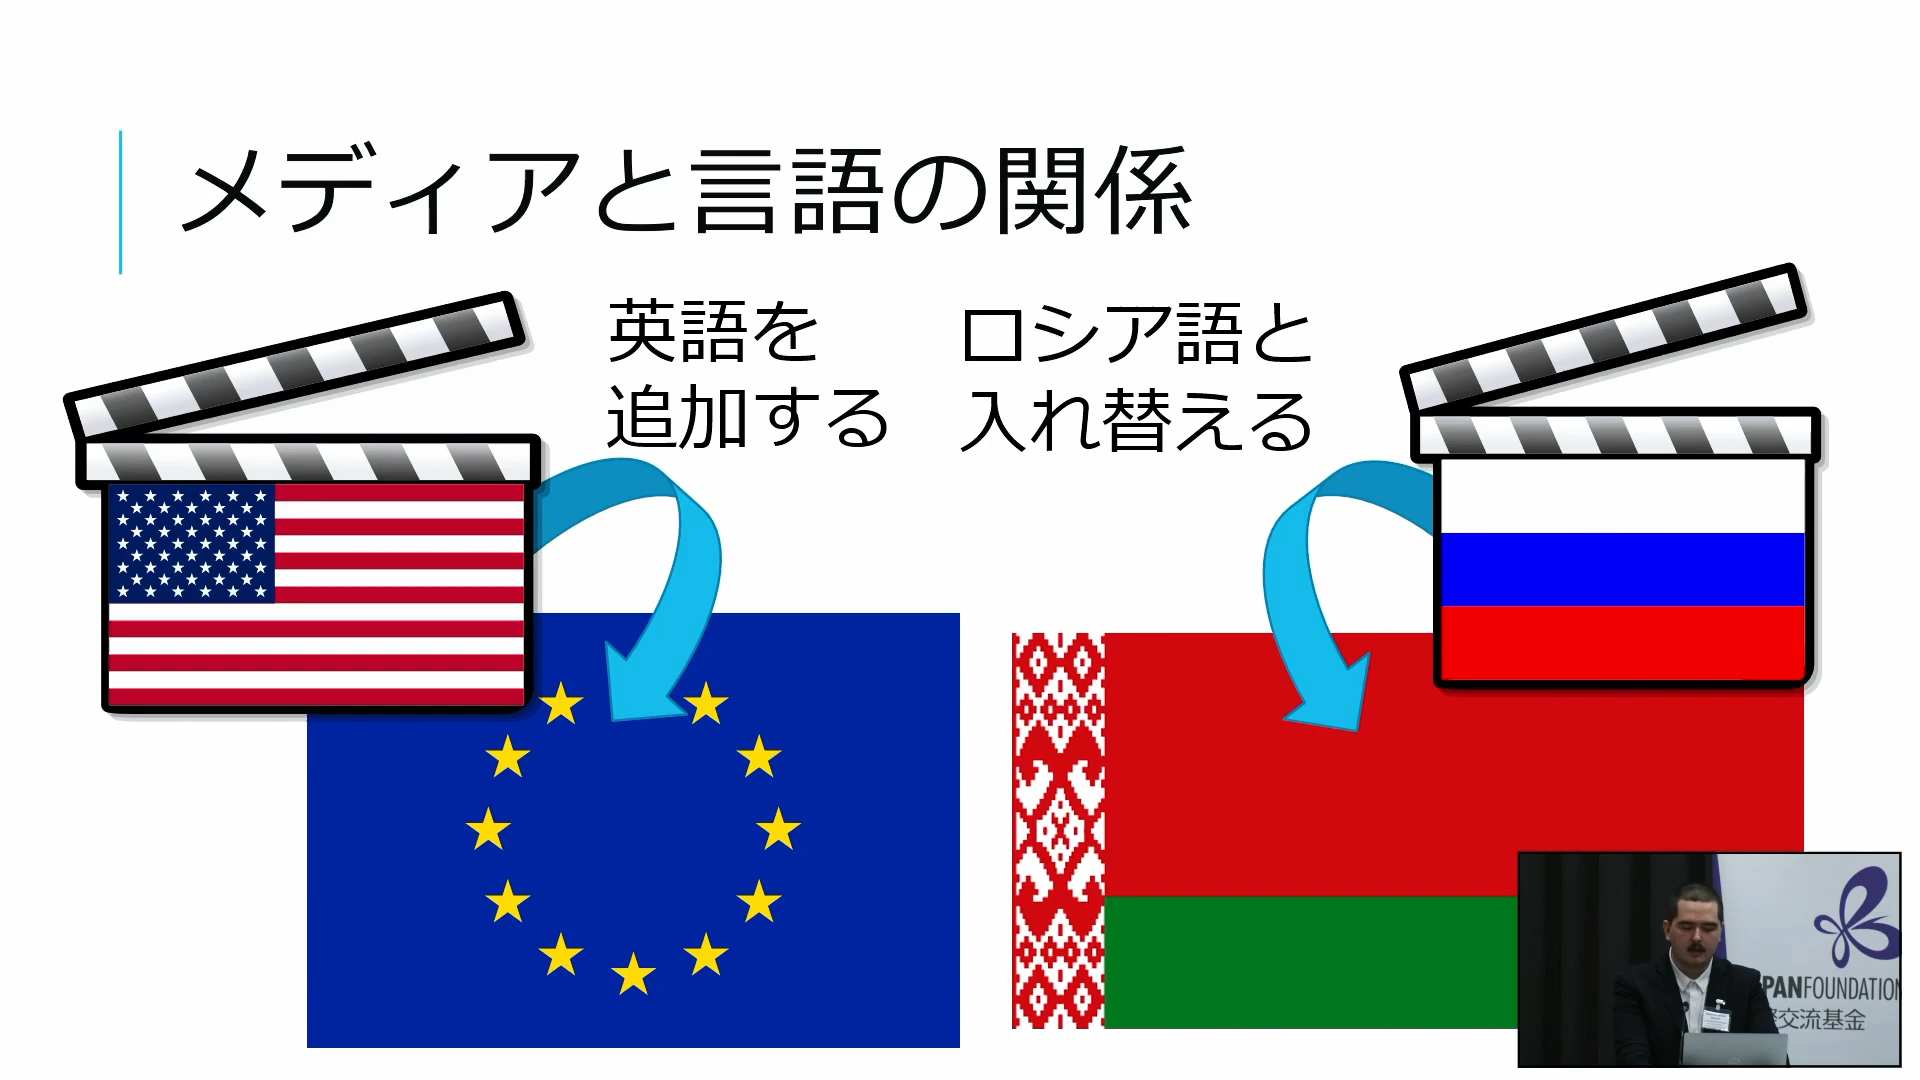 メディアと言語の関係
英語を
追加する
ロシア語と
入れ替える
PANFOUNDATION
交流基金